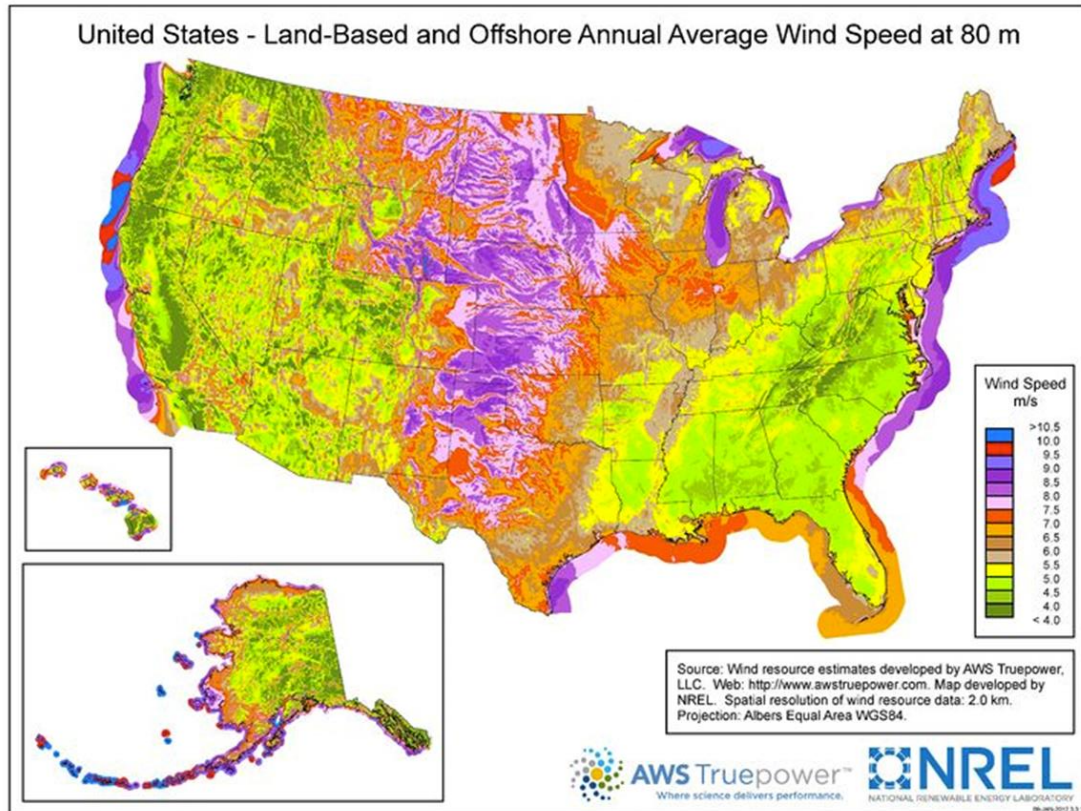 United States - Land-Based and Offshore Annual Average Wind Speed at 80 m
Wind Speed
m/s
>10.5
10.0
9.5
9.0
8.5
8.0
7.5
7.0
6.5
6.0
5.5
5.0
4.5
4.0
< 4.0
Source: Wind resource estimates developed by AWS Truepower,
LLC. Web: http://www.awstruepower.com. Map developed by
NREL. Spatial resolution of wind resource data: 2.0 km.
Projection: Albers Equal Area WGS84.
AWS Truepower™
Where science delivers performance.
NREL
NATIONAL RENEWABLE ENERGY LABORATORY